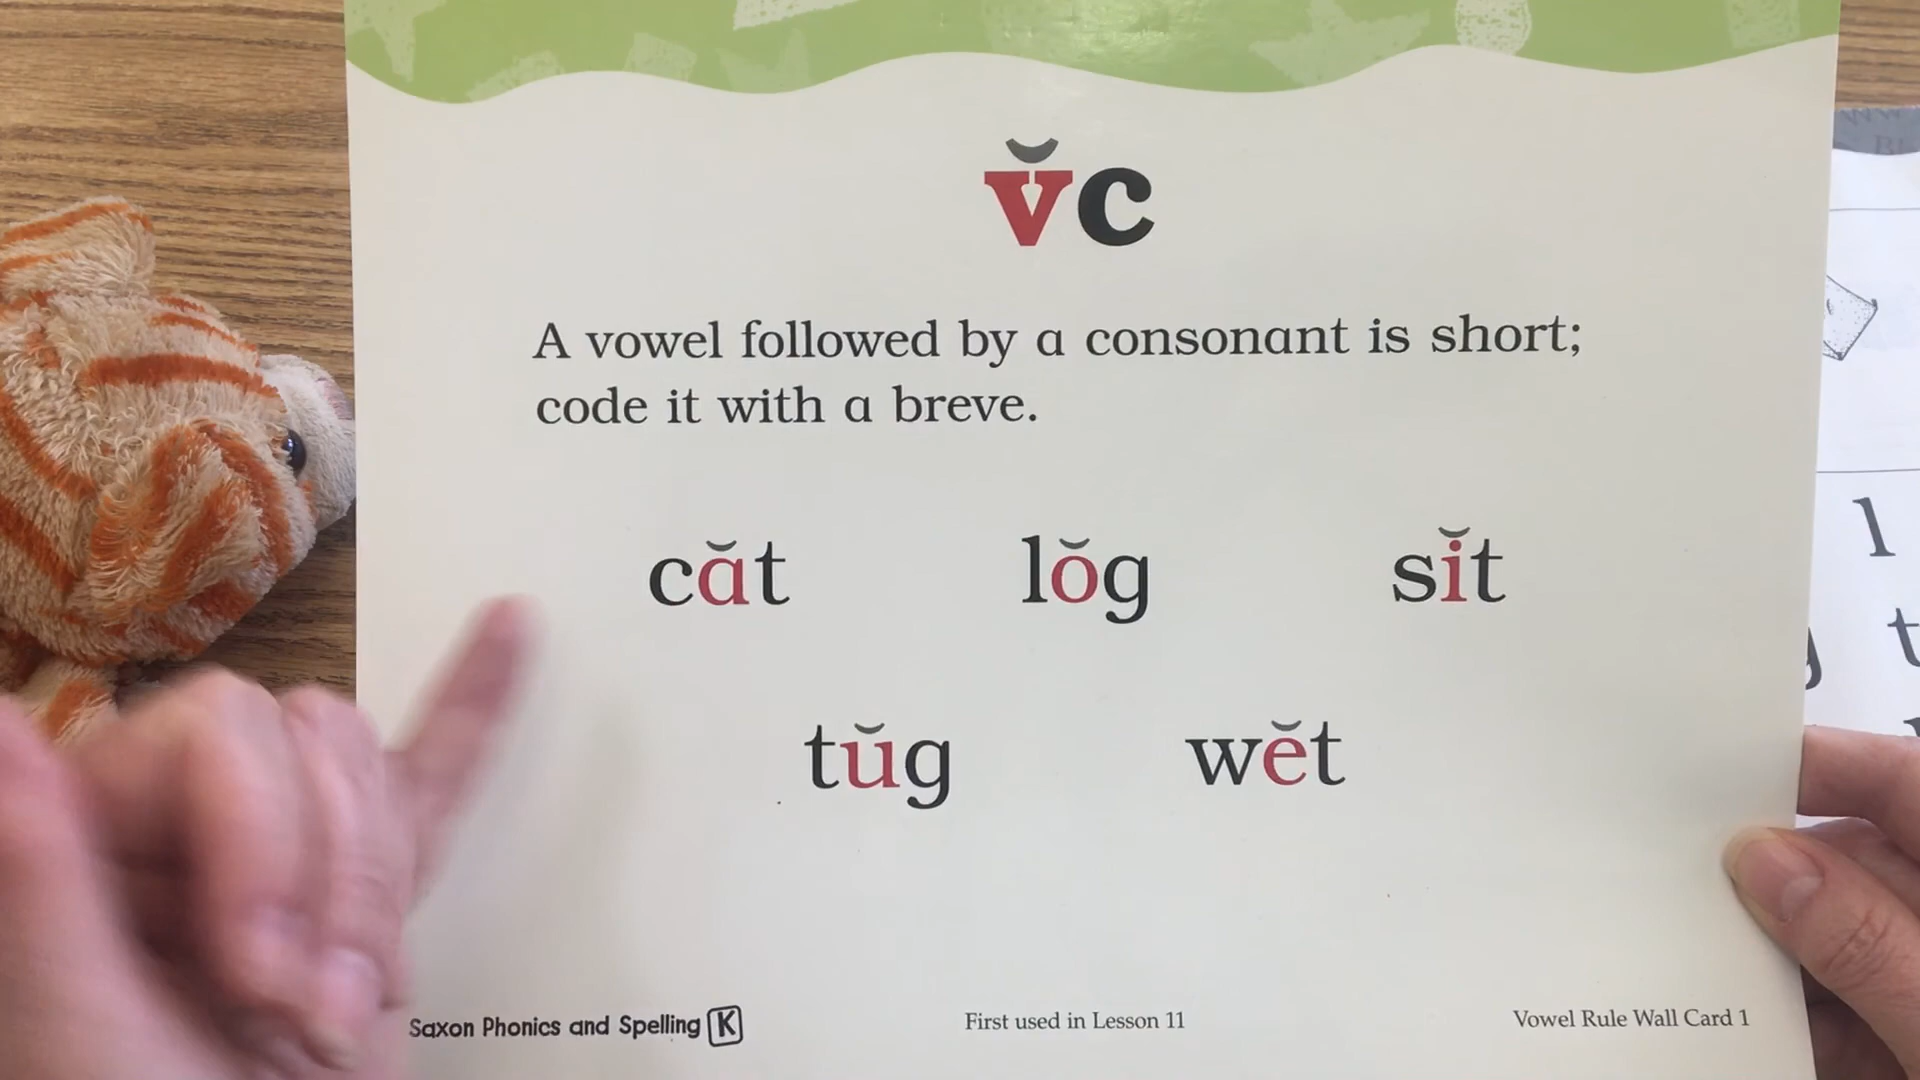 v̆c
A vowel followed by a consonant is short;
code it with a breve.
căt lŏg sĭt
tŭg wĕt
Saxon Phonics and Spelling K First used in Lesson 11 Vowel Rule Wall Card 1
l
t